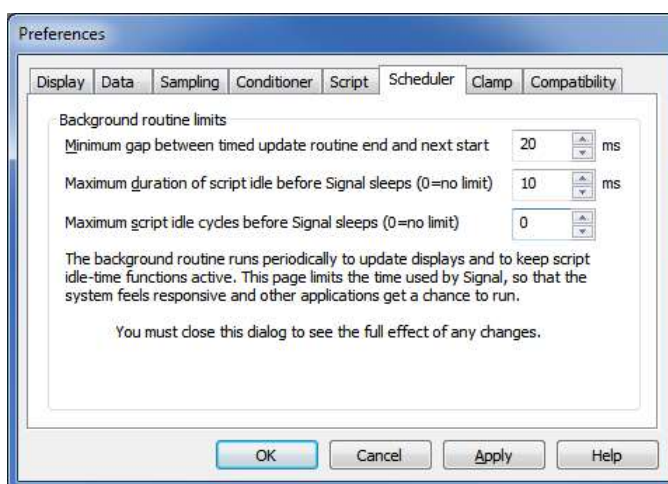 Preferences
Display Data Sampling Conditioner Script Scheduler Clamp Compatibility
Background routine limits
Minimum gap between timed update routine end and next start 20 ms
Maximum duration of script idle before Signal sleeps (0=no limit) 10 ms
Maximum script idle cycles before Signal sleeps (0=no limit) 0
The background routine runs periodically to update displays and to keep script
idle-time functions active. This page limits the time used by Signal, so that the
system feels responsive and other applications get a chance to run.
You must close this dialog to see the full effect of any changes.
OK Cancel Apply Help